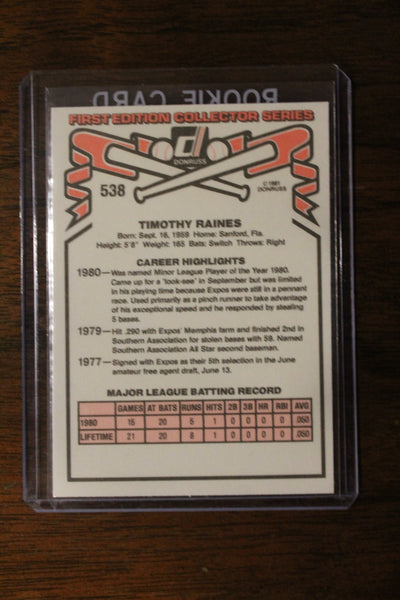 ROOKIE CARD
FIRST EDITION COLLECTOR SERIES
d
DONRUSS
538
© 1981
DONRUSS
TIMOTHY RAINES
Born: Sept. 16, 1959 Home: Sanford, Fla.
Height: 5'8" Weight: 165 Bats: Switch Throws: Right
CAREER HIGHLIGHTS
1980—Was named Minor League Player of the Year 1980.
Came up for a 'look-see' in September but was limited
in his playing time because Expos were still in a pennant
race. Used primarily as a pinch runner to take advantage
of his exceptional speed and he responded by stealing
5 bases.
1979—Hit .290 with Expos' Memphis farm and finished 2nd in
Southern Association for stolen bases with 59. Named
Southern Association All Star second baseman.
1977—Signed with Expos as their 5th selection in the June
amateur free agent draft, June 13.
MAJOR LEAGUE BATTING RECORD
GAMES AT BATS RUNS HITS 2B 3B HR RBI AVG
1980 15 20 5 1 0 0 0 0 .050
LIFETIME 21 20 8 1 0 0 0 0 .050